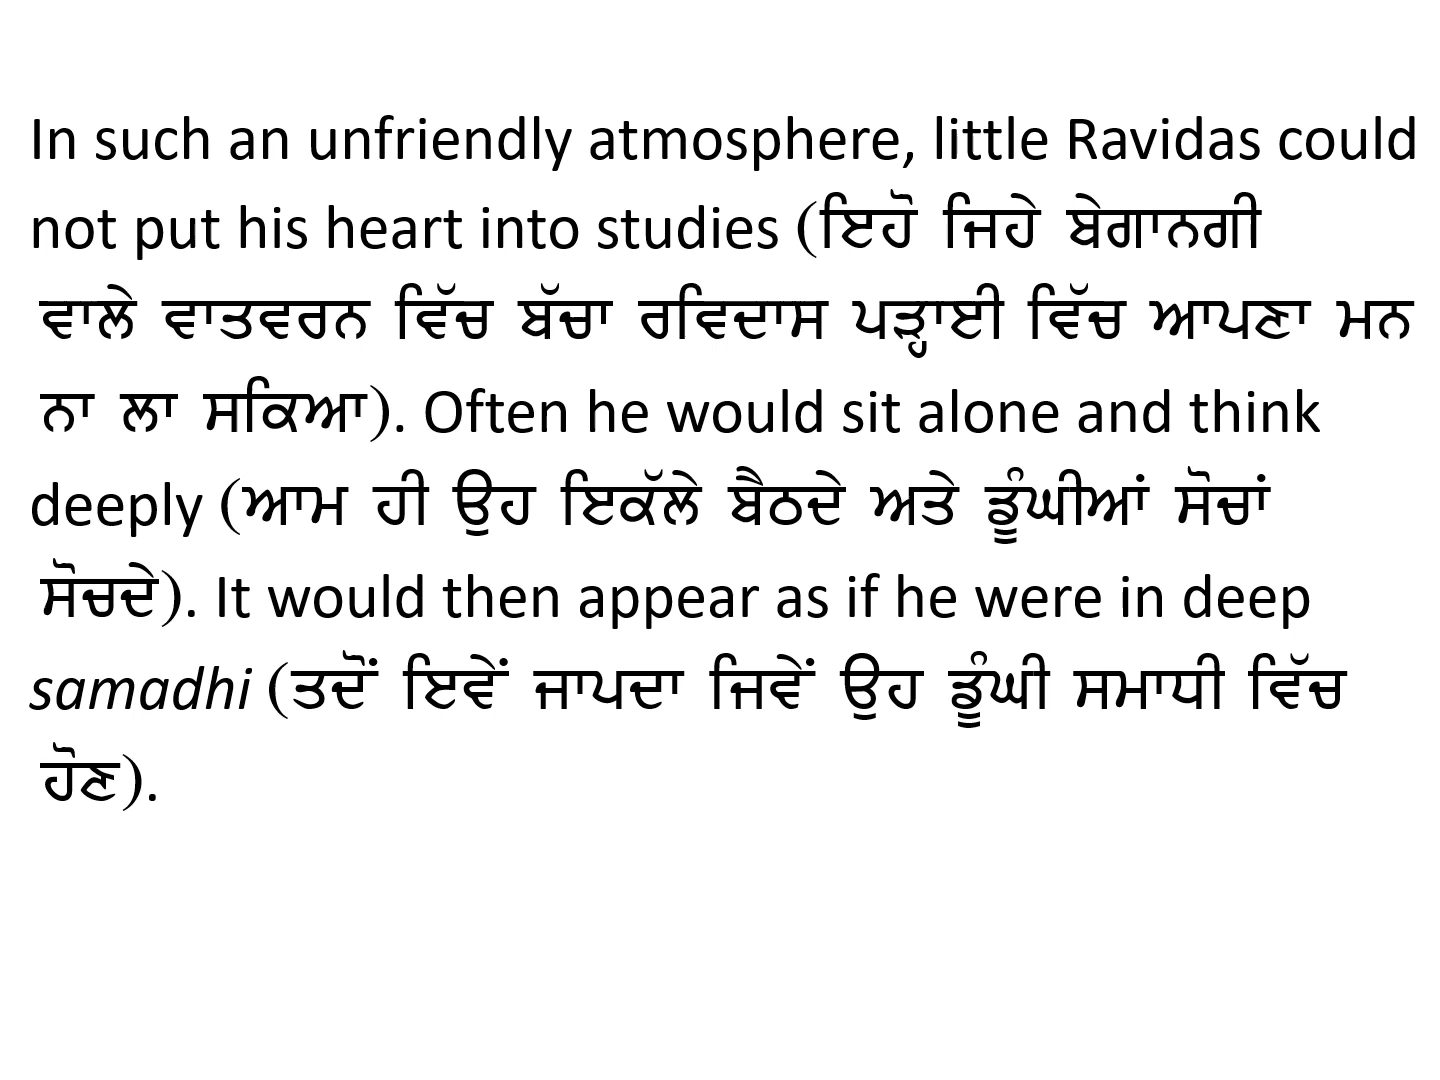 In such an unfriendly atmosphere, little Ravidas could
not put his heart into studies (ਇਹੋ ਜਿਹੇ ਬੇਗਾਨਗੀ
ਵਾਲੇ ਵਾਤਵਰਨ ਵਿੱਚ ਬੱਚਾ ਰਵਿਦਾਸ ਪੜ੍ਹਾਈ ਵਿੱਚ ਆਪਣਾ ਮਨ
ਨਾ ਲਾ ਸਕਿਆ). Often he would sit alone and think
deeply (ਆਮ ਹੀ ਉਹ ਇਕੱਲੇ ਬੈਠਦੇ ਅਤੇ ਡੂੰਘੀਆਂ ਸੋਚਾਂ
ਸੋਚਦੇ). It would then appear as if he were in deep
samadhi (ਤਦੋਂ ਇਵੇਂ ਜਾਪਦਾ ਜਿਵੇਂ ਉਹ ਡੂੰਘੀ ਸਮਾਧੀ ਵਿੱਚ
ਹੋਣ).